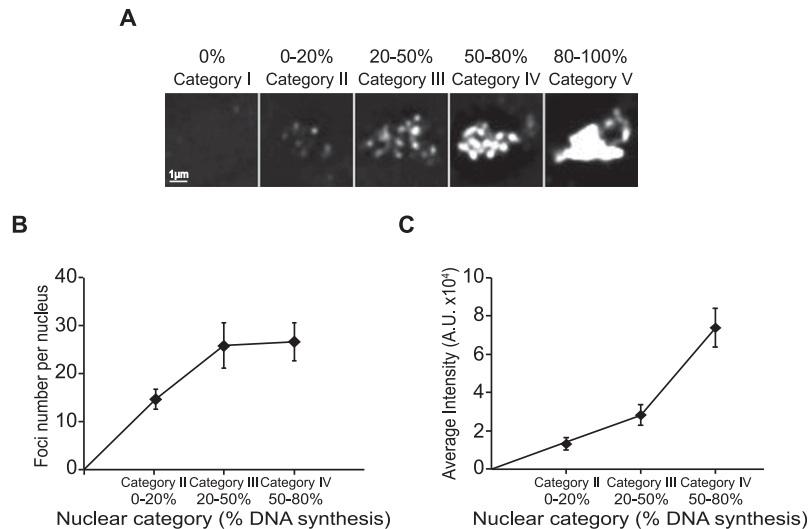 A
0% 0-20% 20-50% 50-80% 80-100%
Category I Category II Category III Category IV Category V
1µm
B
Foci number per nucleus
40
30
20
10
0
Category II Category III Category IV
0-20% 20-50% 50-80%
Nuclear category (% DNA synthesis)
C
Average Intensity (A.U. x10⁴)
10
8
6
4
2
0
Category II Category III Category IV
0-20% 20-50% 50-80%
Nuclear category (% DNA synthesis)